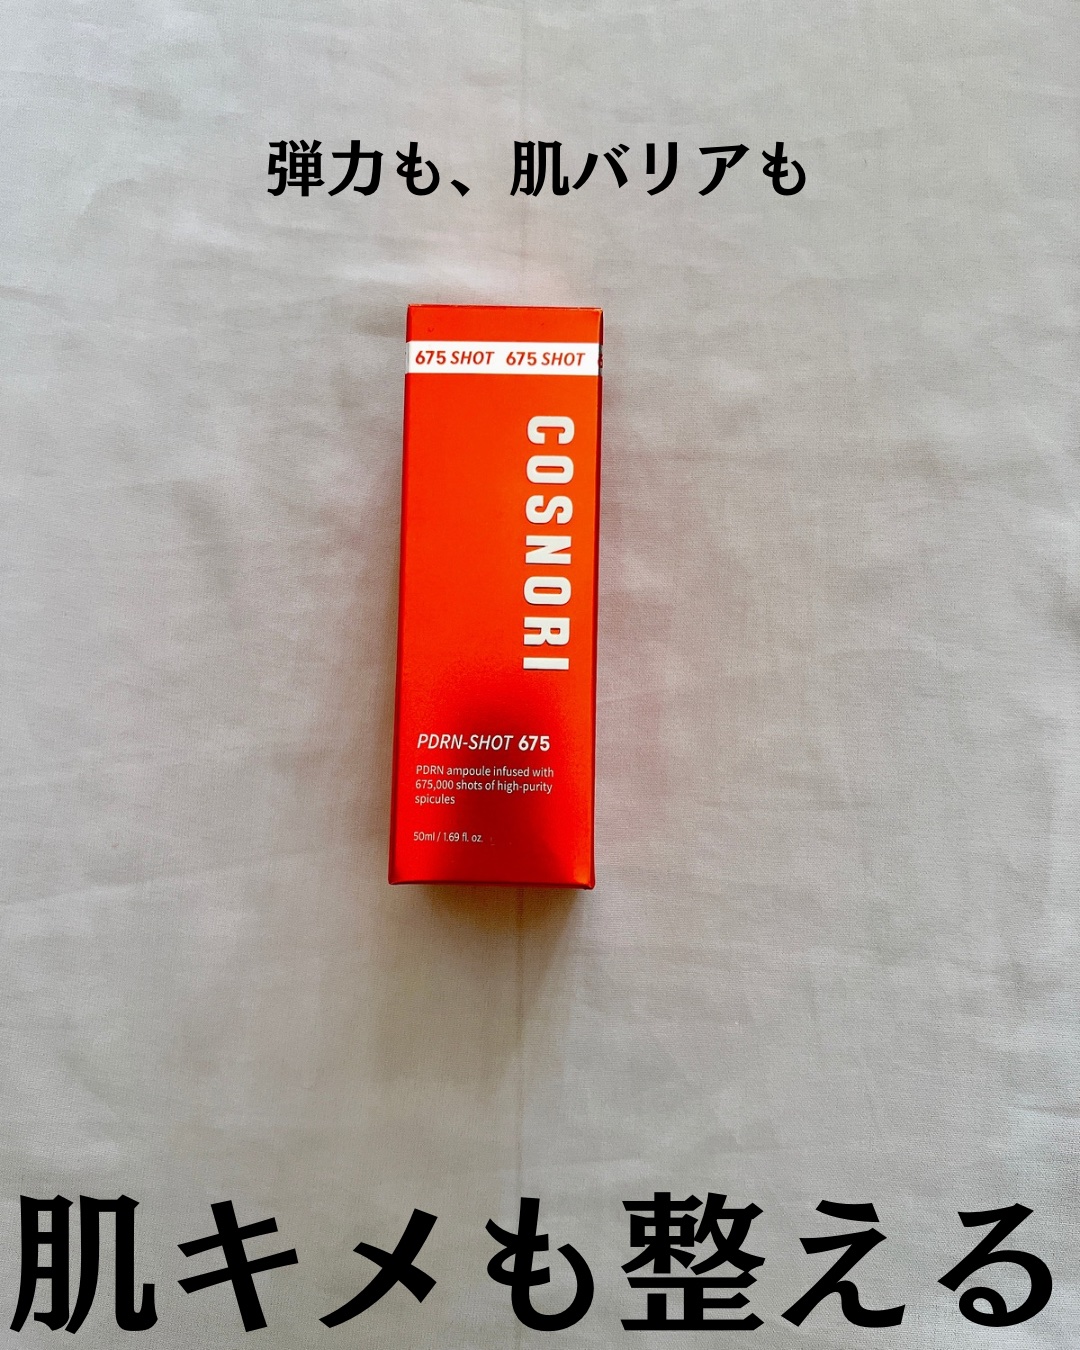 弾力も、肌バリアも
675 SHOT 675 SHOT
COSNORI
PDRN-SHOT 675
PDRN ampoule infused with
675,000 shots of high-purity
spicules
50ml / 1.69 fl. oz.
肌キメも整える